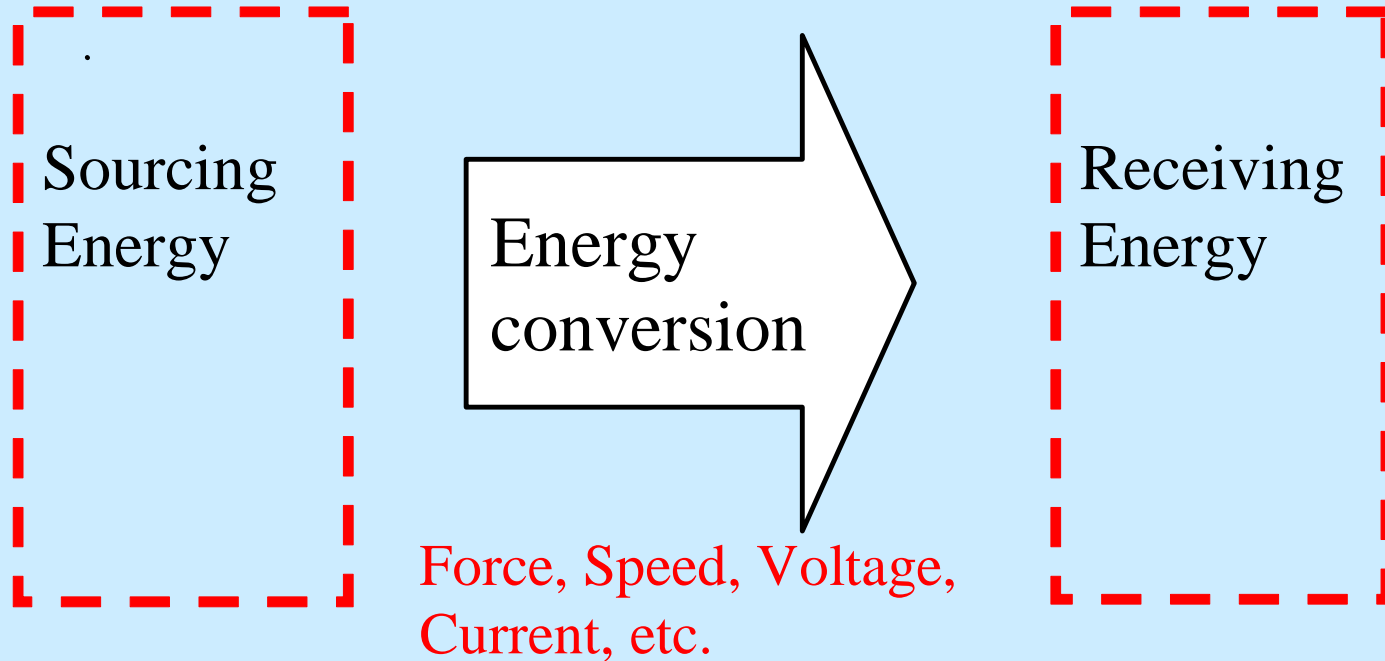 Sourcing
Energy
Energy
conversion
Receiving
Energy
Force, Speed, Voltage,
Current, etc.